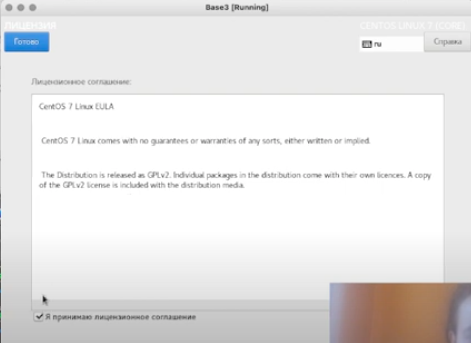 Base3 [Running]
ЛИЦЕНЗИЯ
CENTOS LINUX 7 (CORE)
Готово
ru
Справка
Лицензионное соглашение:
CentOS 7 Linux EULA
CentOS 7 Linux comes with no guarantees or warranties of any sorts, either written or implied.
The Distribution is released as GPLv2. Individual packages in the distribution come with their own licences. A copy
of the GPLv2 license is included with the distribution media.
Я принимаю лицензионное соглашения